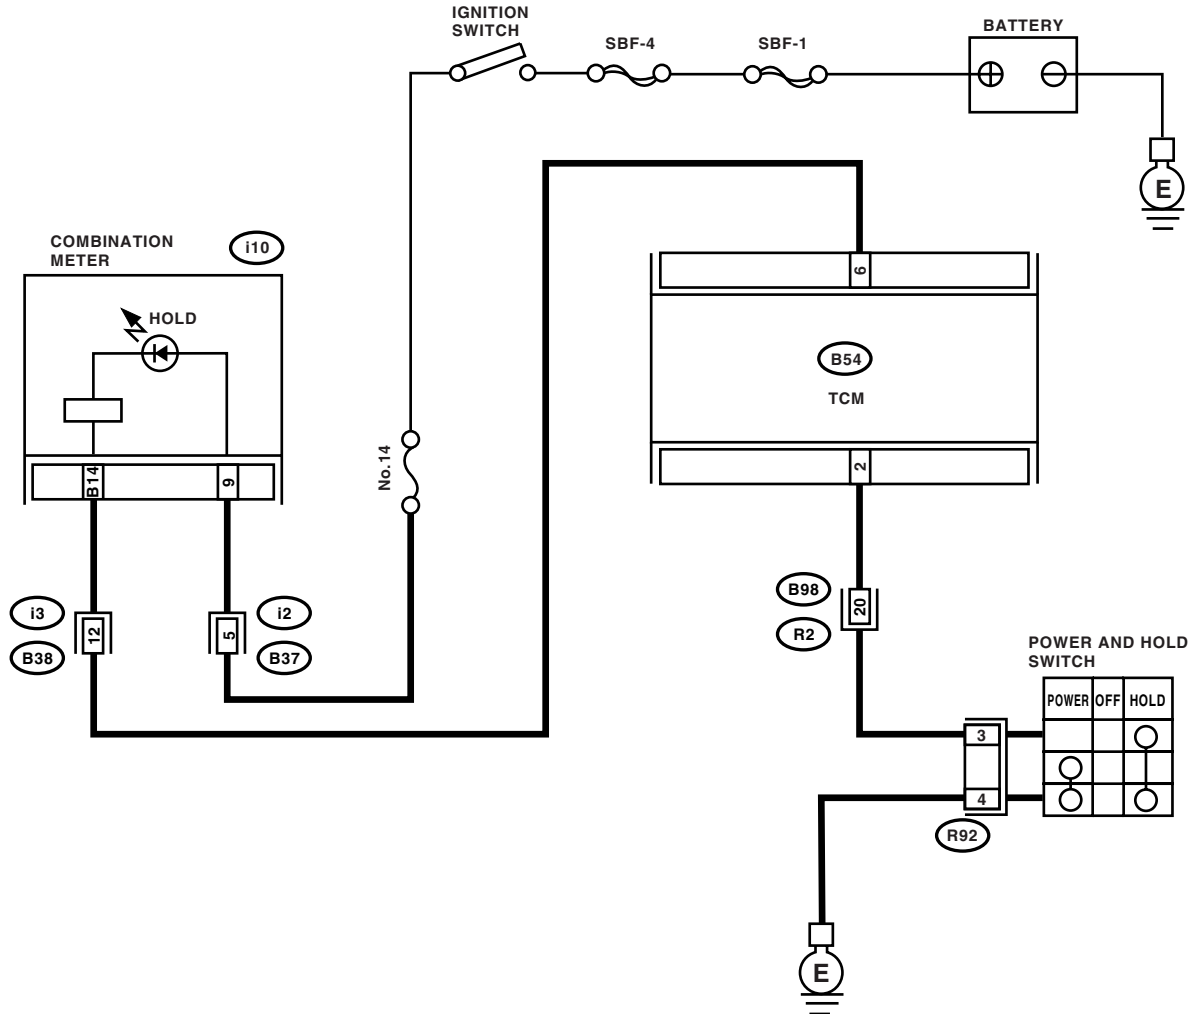 IGNITION
SWITCH
SBF-4
SBF-1
BATTERY
E
COMBINATION
METER
i10
HOLD
B14
9
No.14
6
B54
TCM
2
i3
B38
12
5
i2
B37
B98
R2
20
POWER AND HOLD
SWITCH
POWER OFF HOLD
3
4
R92
E